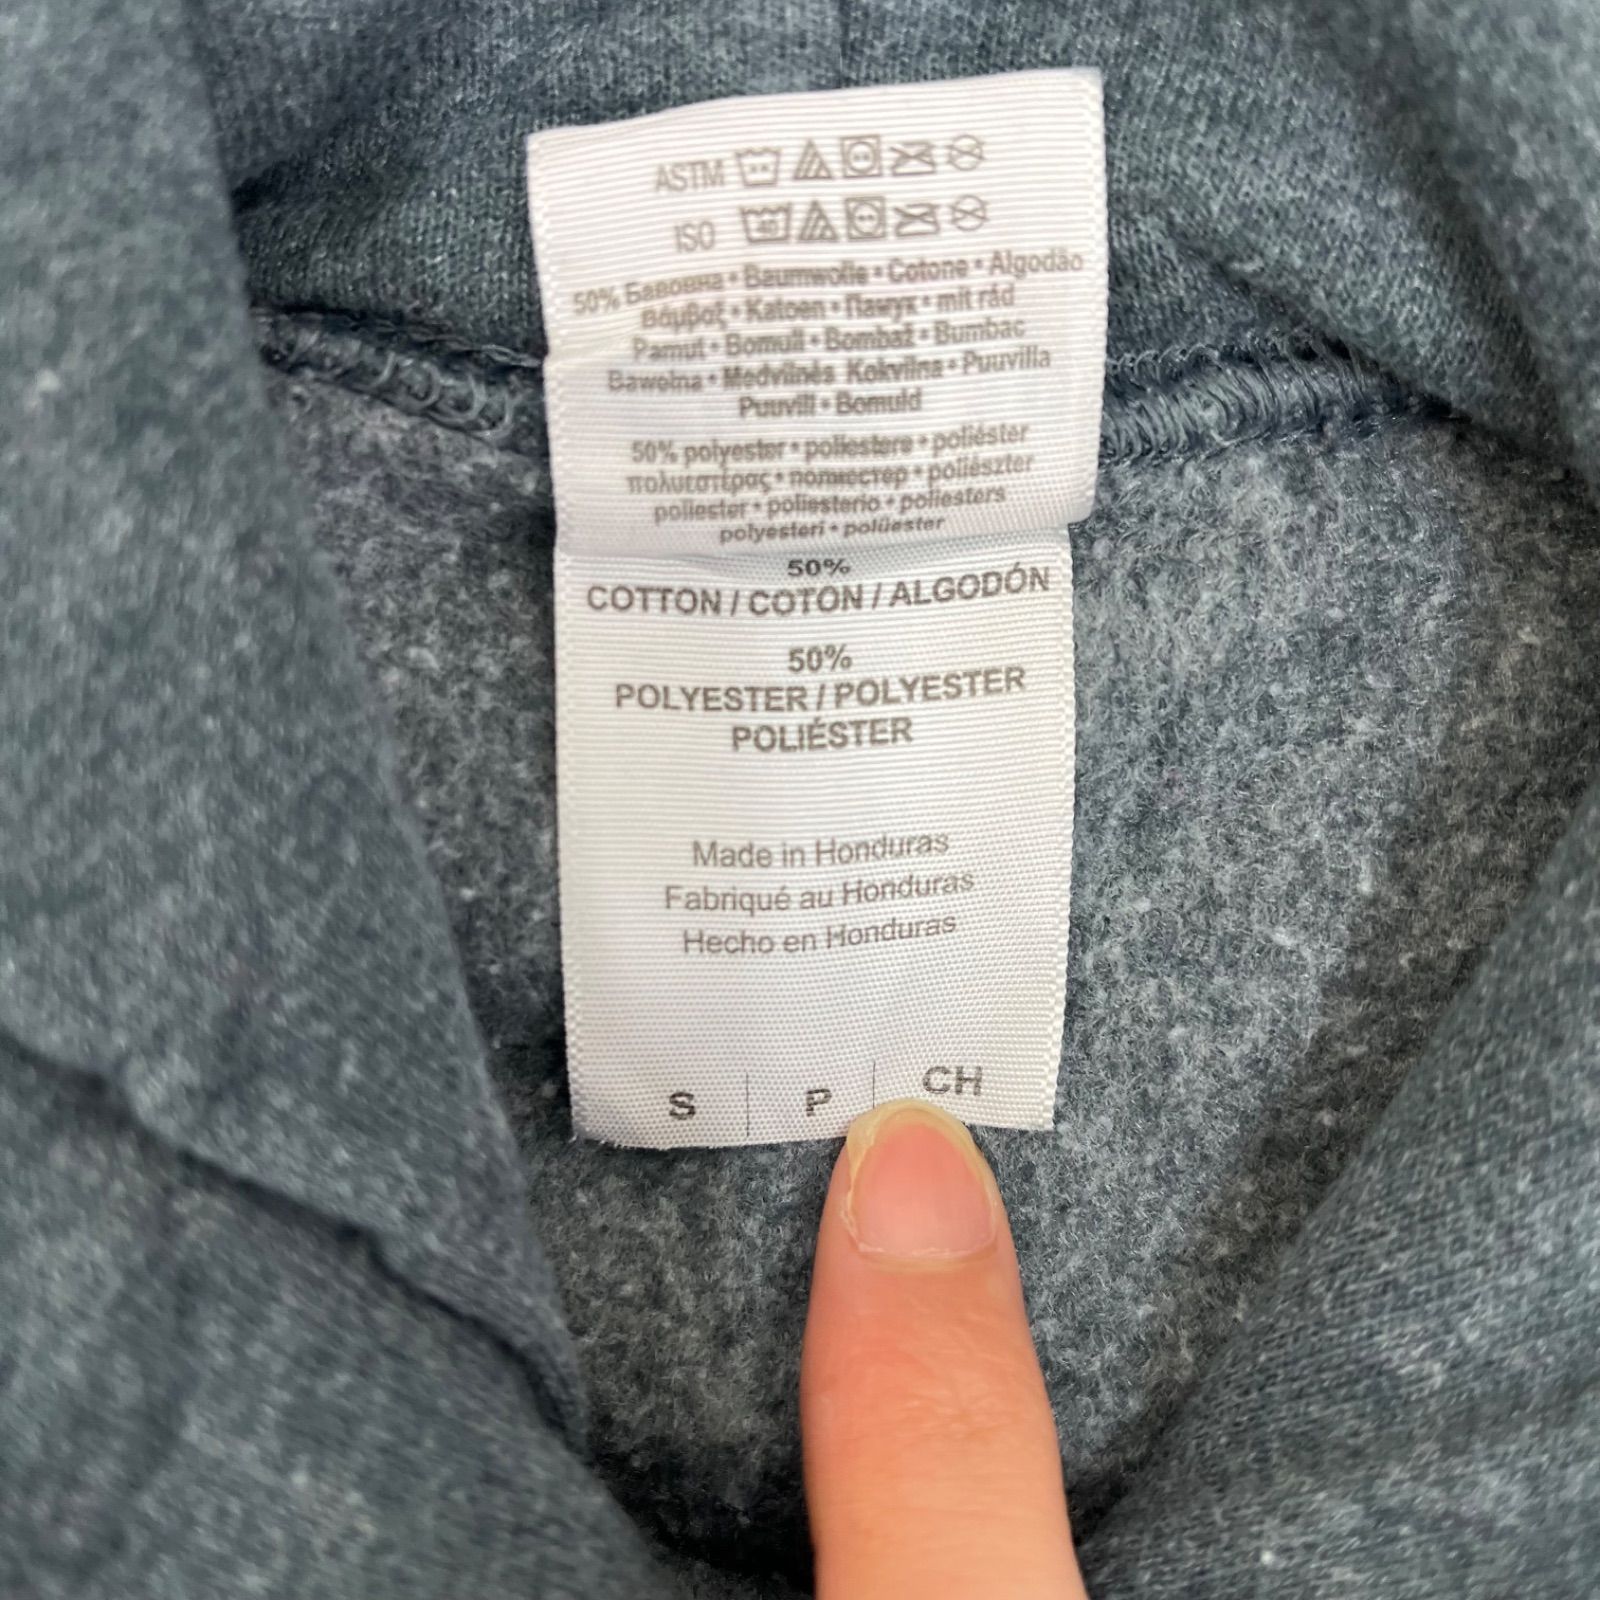 ASTM
ISO 40
50% Бавовна • Baumwolle • Cotone • Algodão
Βάμβαξ • Katoen • Памук • mit rád
Pamut • Bomull • Bombaž • Bumbac
Bawełna • Medvilnės Kokvilna • Puuvilla
Puuvill • Bomuld
50% polyester • poliestere • poliéster
πολυεστέρας • полиестер • poliészter
poliester • poliesterio • poliesters
polyesteri • polüester
50%
COTTON / COTON / ALGODÓN
50%
POLYESTER / POLYESTER
POLIÉSTER
Made in Honduras
Fabriqué au Honduras
Hecho en Honduras
S P CH